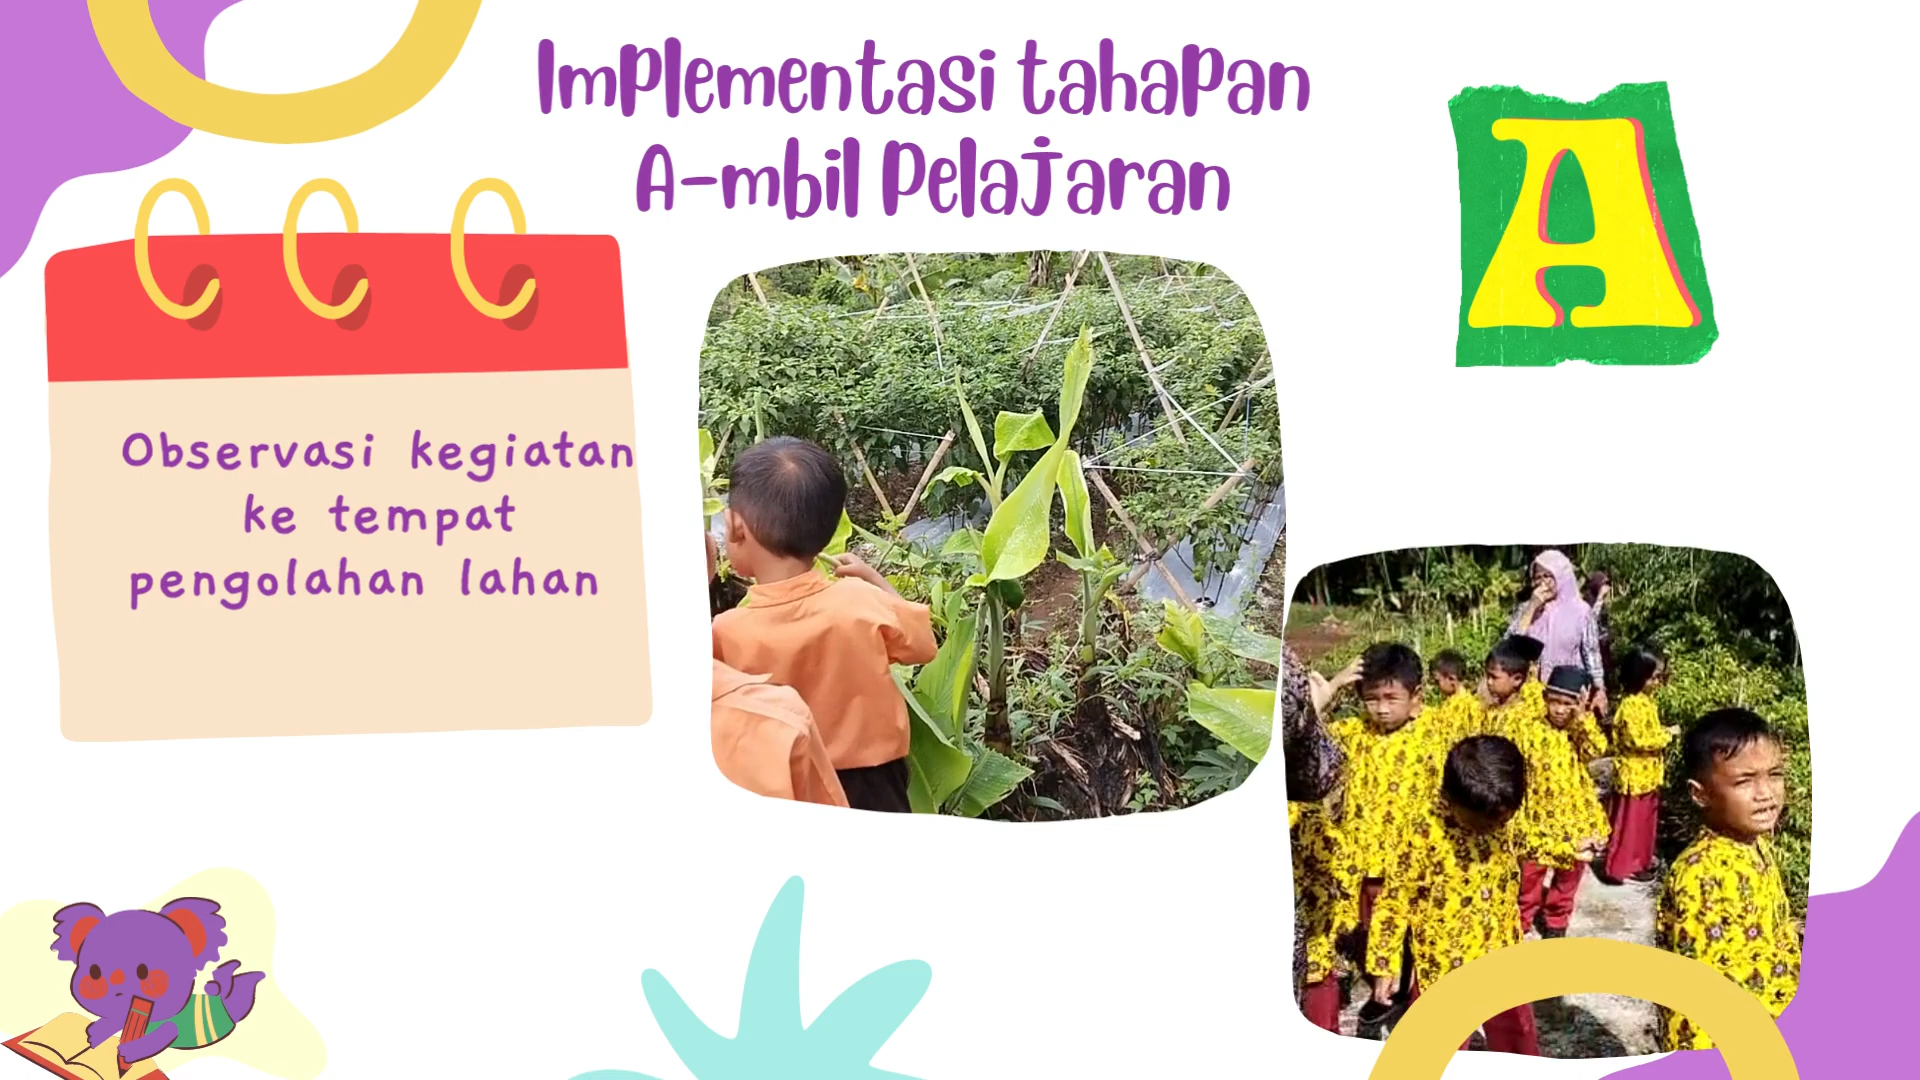 Implementasi tahapan
A-mbil Pelajaran
A
Observasi kegiatan
ke tempat
pengolahan lahan